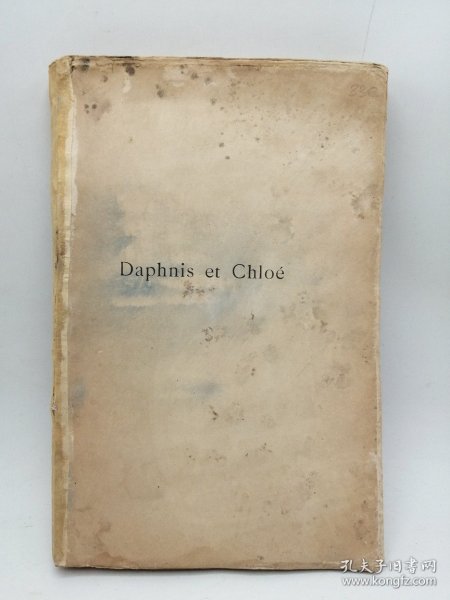 Daphnis et Chloé
孔夫子旧书网
www.kongfz.com